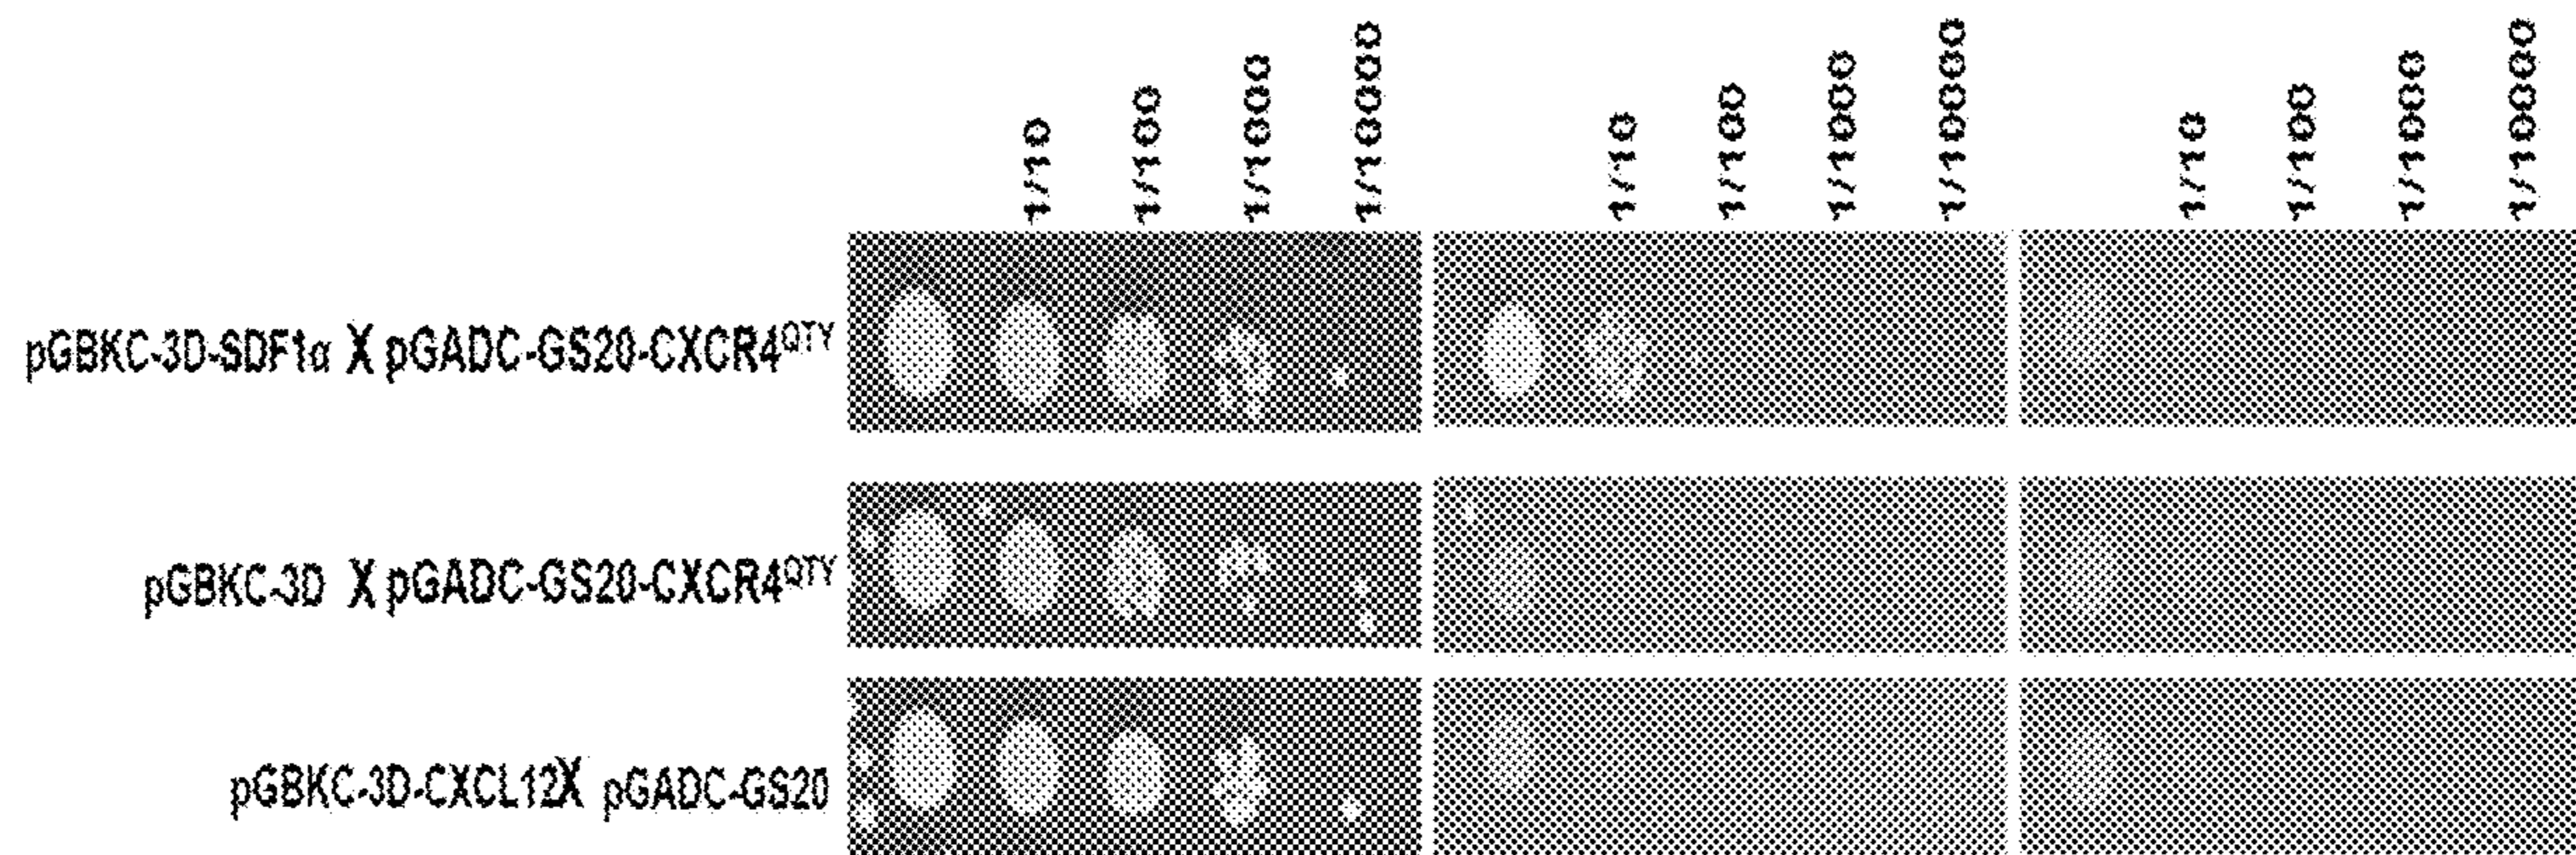 1/10 1/100 1/1000 1/10000 1/10 1/100 1/1000 1/10000 1/10 1/100 1/1000 1/10000
pGBKC-3D-SDF1α X pGADC-GS20-CXCR4QTY
pGBKC-3D X pGADC-GS20-CXCR4QTY
pGBKC-3D-CXCL12X pGADC-GS20